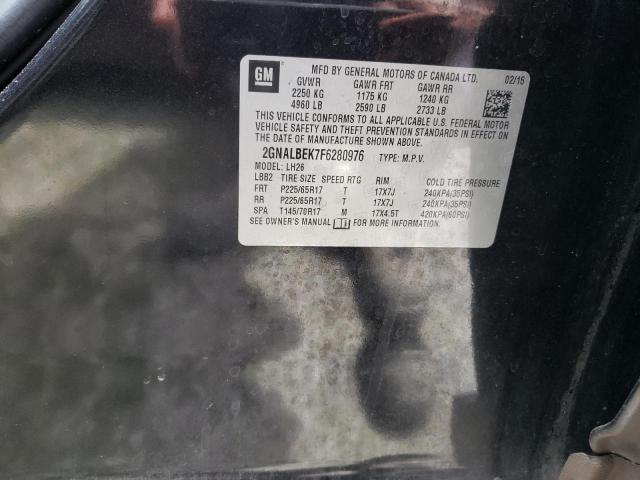 GM
MFD BY GENERAL MOTORS OF CANADA LTD. 02/15
GVWR GAWR FRT GAWR RR
2250 KG 1175 KG 1240 KG
4960 LB 2590 LB 2733 LB
THIS VEHICLE CONFORMS TO ALL APPLICABLE U.S. FEDERAL MOTOR
VEHICLE SAFETY AND THEFT PREVENTION STANDARDS IN EFFECT ON
THE DATE OF MANUFACTURE SHOWN ABOVE.
2GNALBEK7F6280976 TYPE: M.P.V.
MODEL: LH26
LBB2 TIRE SIZE SPEED RTG RIM COLD TIRE PRESSURE
FRT P225/65R17 T 17X7J 240KPA(35PSI)
RR P225/65R17 T 17X7J 240KPA(35PSI)
SPA T145/70R17 M 17X4.5T 420KPA(60PSI)
SEE OWNER'S MANUAL